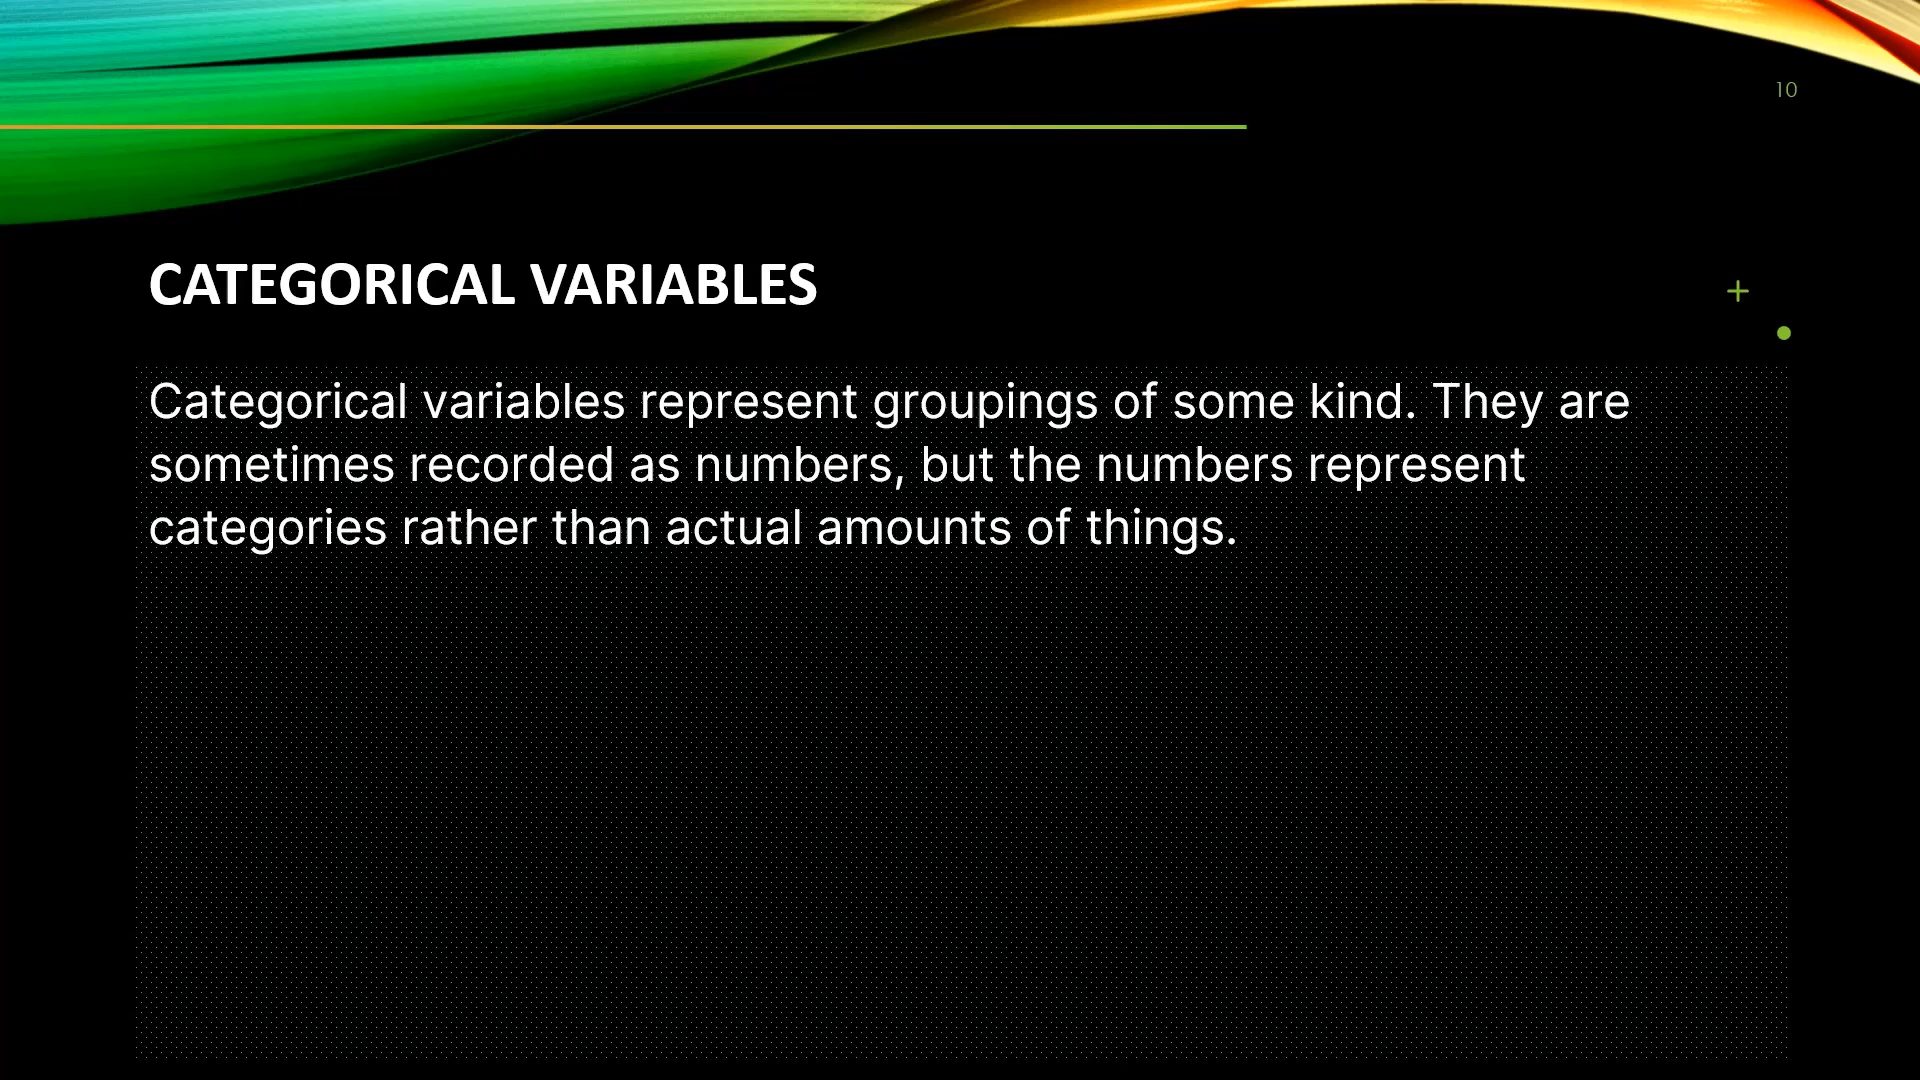 10
CATEGORICAL VARIABLES
Categorical variables represent groupings of some kind. They are
sometimes recorded as numbers, but the numbers represent
categories rather than actual amounts of things.